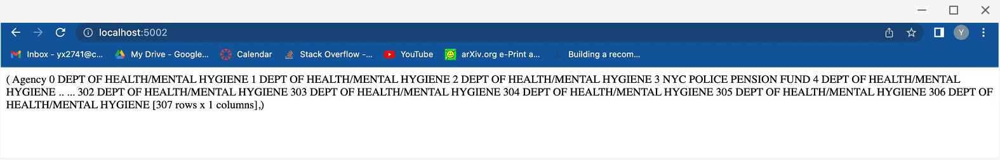 localhost:5002
Y
Inbox - yx2741@c... My Drive - Google... Calendar Stack Overflow -... YouTube arXiv.org e-Print a... Building a recom...
( Agency 0 DEPT OF HEALTH/MENTAL HYGIENE 1 DEPT OF HEALTH/MENTAL HYGIENE 2 DEPT OF HEALTH/MENTAL HYGIENE 3 NYC POLICE PENSION FUND 4 DEPT OF HEALTH/MENTAL
HYGIENE .. ... 302 DEPT OF HEALTH/MENTAL HYGIENE 303 DEPT OF HEALTH/MENTAL HYGIENE 304 DEPT OF HEALTH/MENTAL HYGIENE 305 DEPT OF HEALTH/MENTAL HYGIENE 306 DEPT OF
HEALTH/MENTAL HYGIENE [307 rows x 1 columns],)